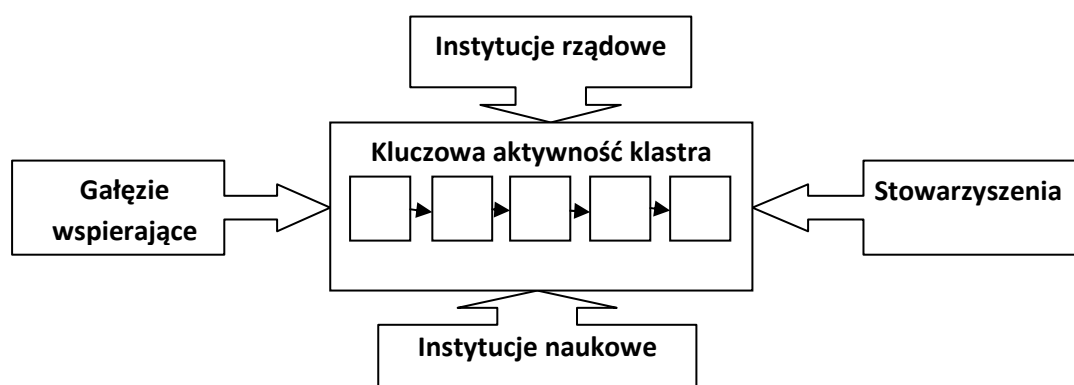 Instytucje rządowe
Kluczowa aktywność klastra
Gałęzie
wspierające
Stowarzyszenia
Instytucje naukowe